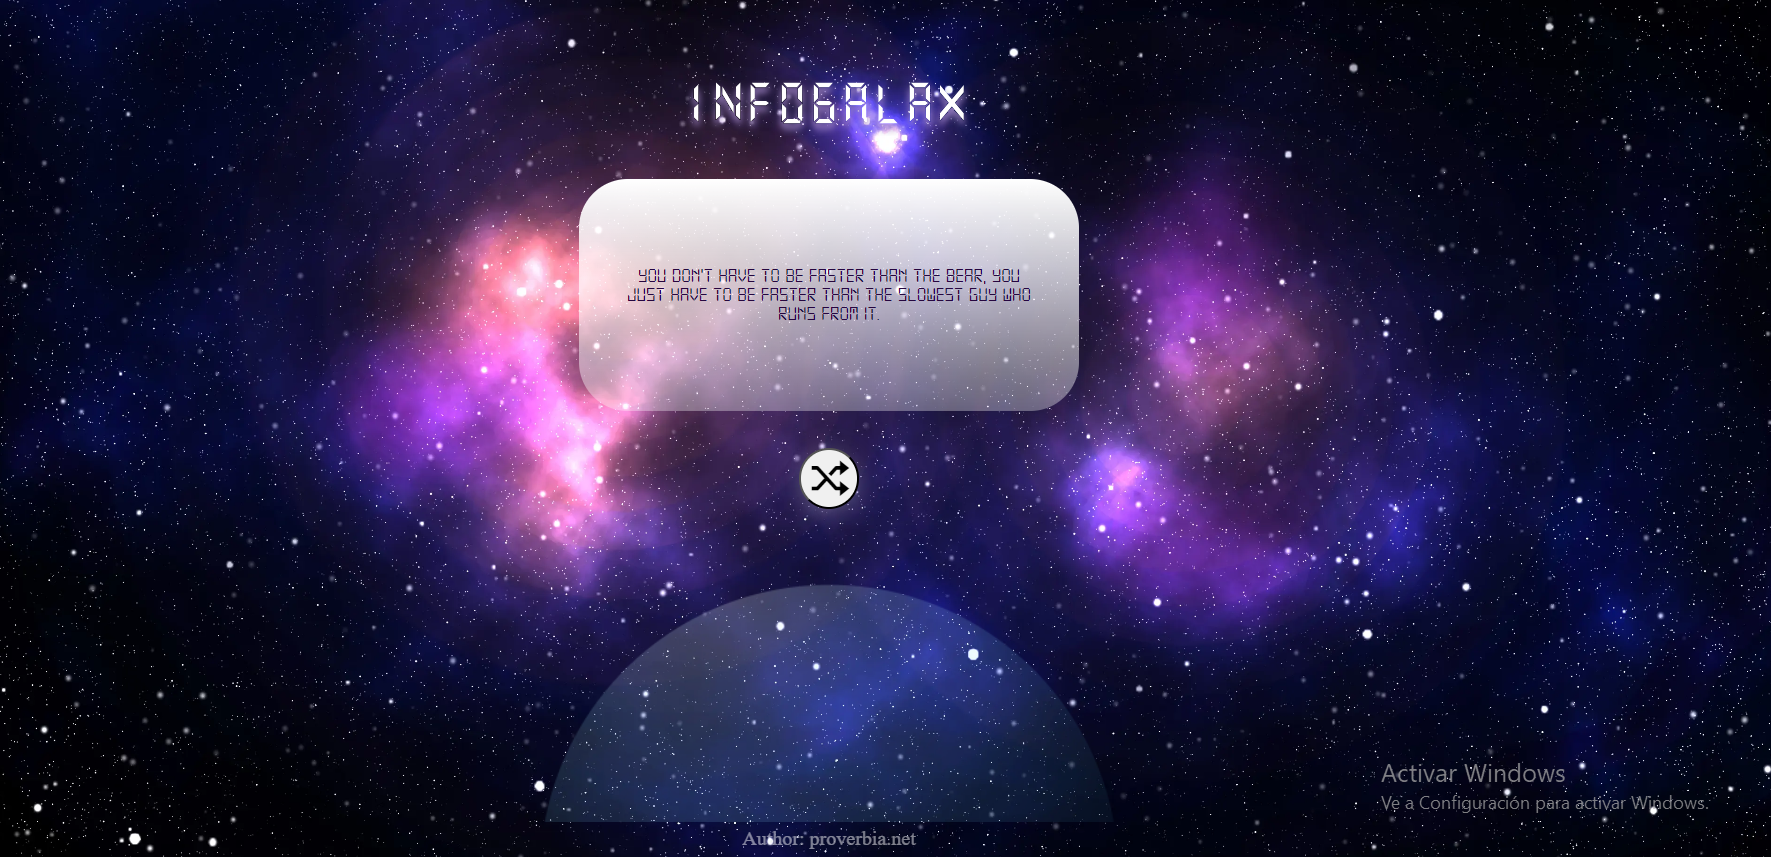 INFOGALAX
YOU DON'T HAVE TO BE FASTER THAN THE BEAR, YOU
JUST HAVE TO BE FASTER THAN THE SLOWEST GUY WHO
RUNS FROM IT.
Activar Windows
Ve a Configuración para activar Windows.
Author: proverbia.net